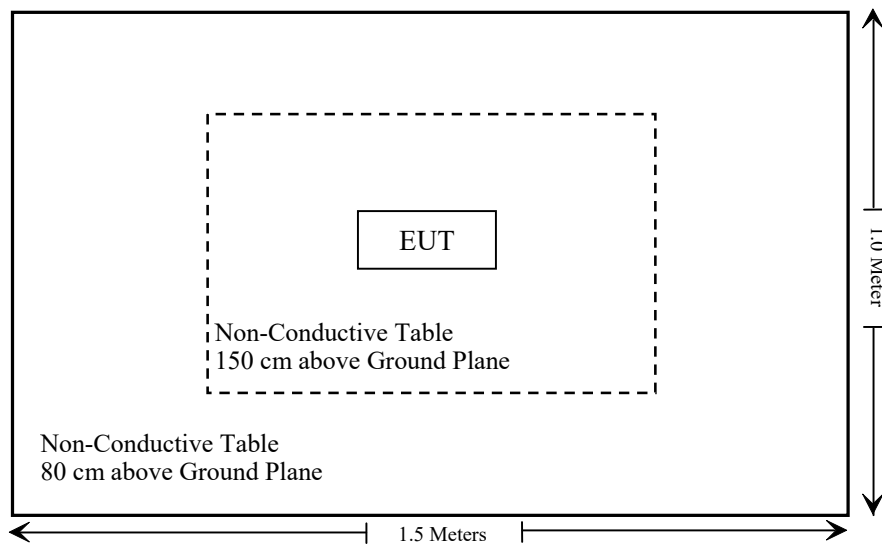 EUT
Non-Conductive Table
150 cm above Ground Plane
Non-Conductive Table
80 cm above Ground Plane
1.0 Meter
1.5 Meters